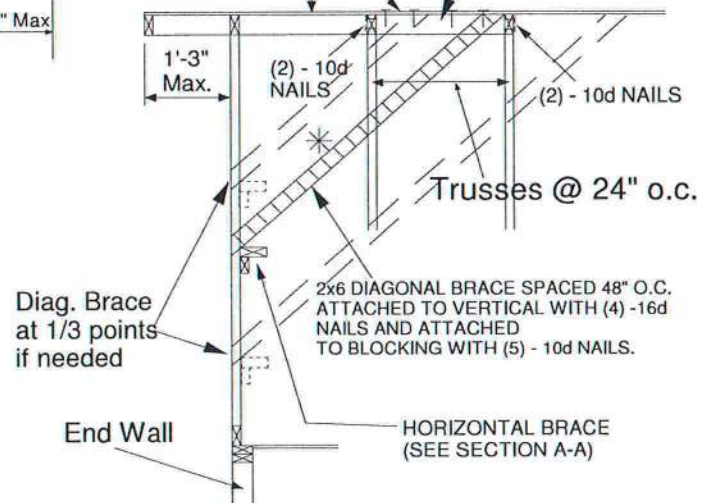 " Max
1'-3"
Max.
(2) - 10d
NAILS
(2) - 10d NAILS
Trusses @ 24" o.c.
2x6 DIAGONAL BRACE SPACED 48" O.C.
ATTACHED TO VERTICAL WITH (4) -16d
NAILS AND ATTACHED
TO BLOCKING WITH (5) - 10d NAILS.
Diag. Brace
at 1/3 points
if needed
HORIZONTAL BRACE
(SEE SECTION A-A)
End Wall